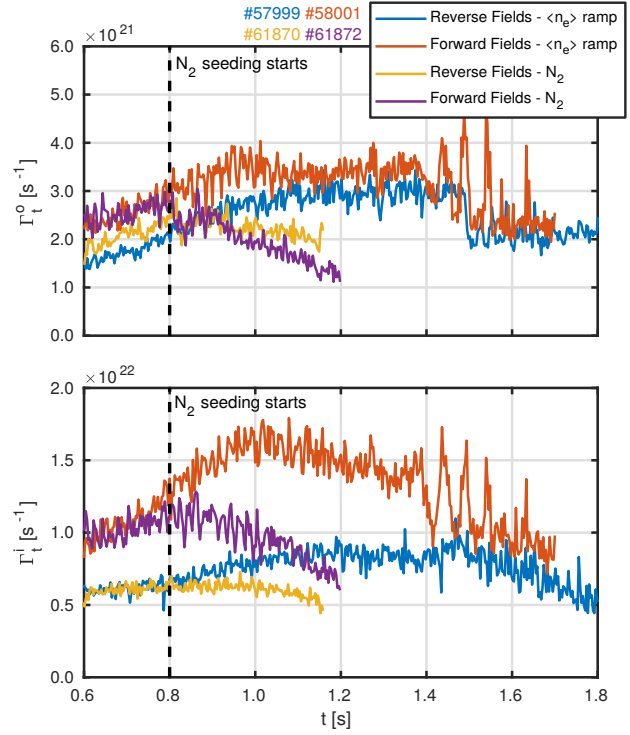 #57999 #58001
#61870 #61872
Reverse Fields - <n_e> ramp
Forward Fields - <n_e> ramp
Reverse Fields - N_2
Forward Fields - N_2
× 10^21
N_2 seeding starts
6.0
5.0
4.0
3.0
2.0
1.0
0.0
Γ_t^o [s^-1]
× 10^22
N_2 seeding starts
2.0
1.5
1.0
0.5
0.0
Γ_t^i [s^-1]
0.6 0.8 1.0 1.2 1.4 1.6 1.8
t [s]